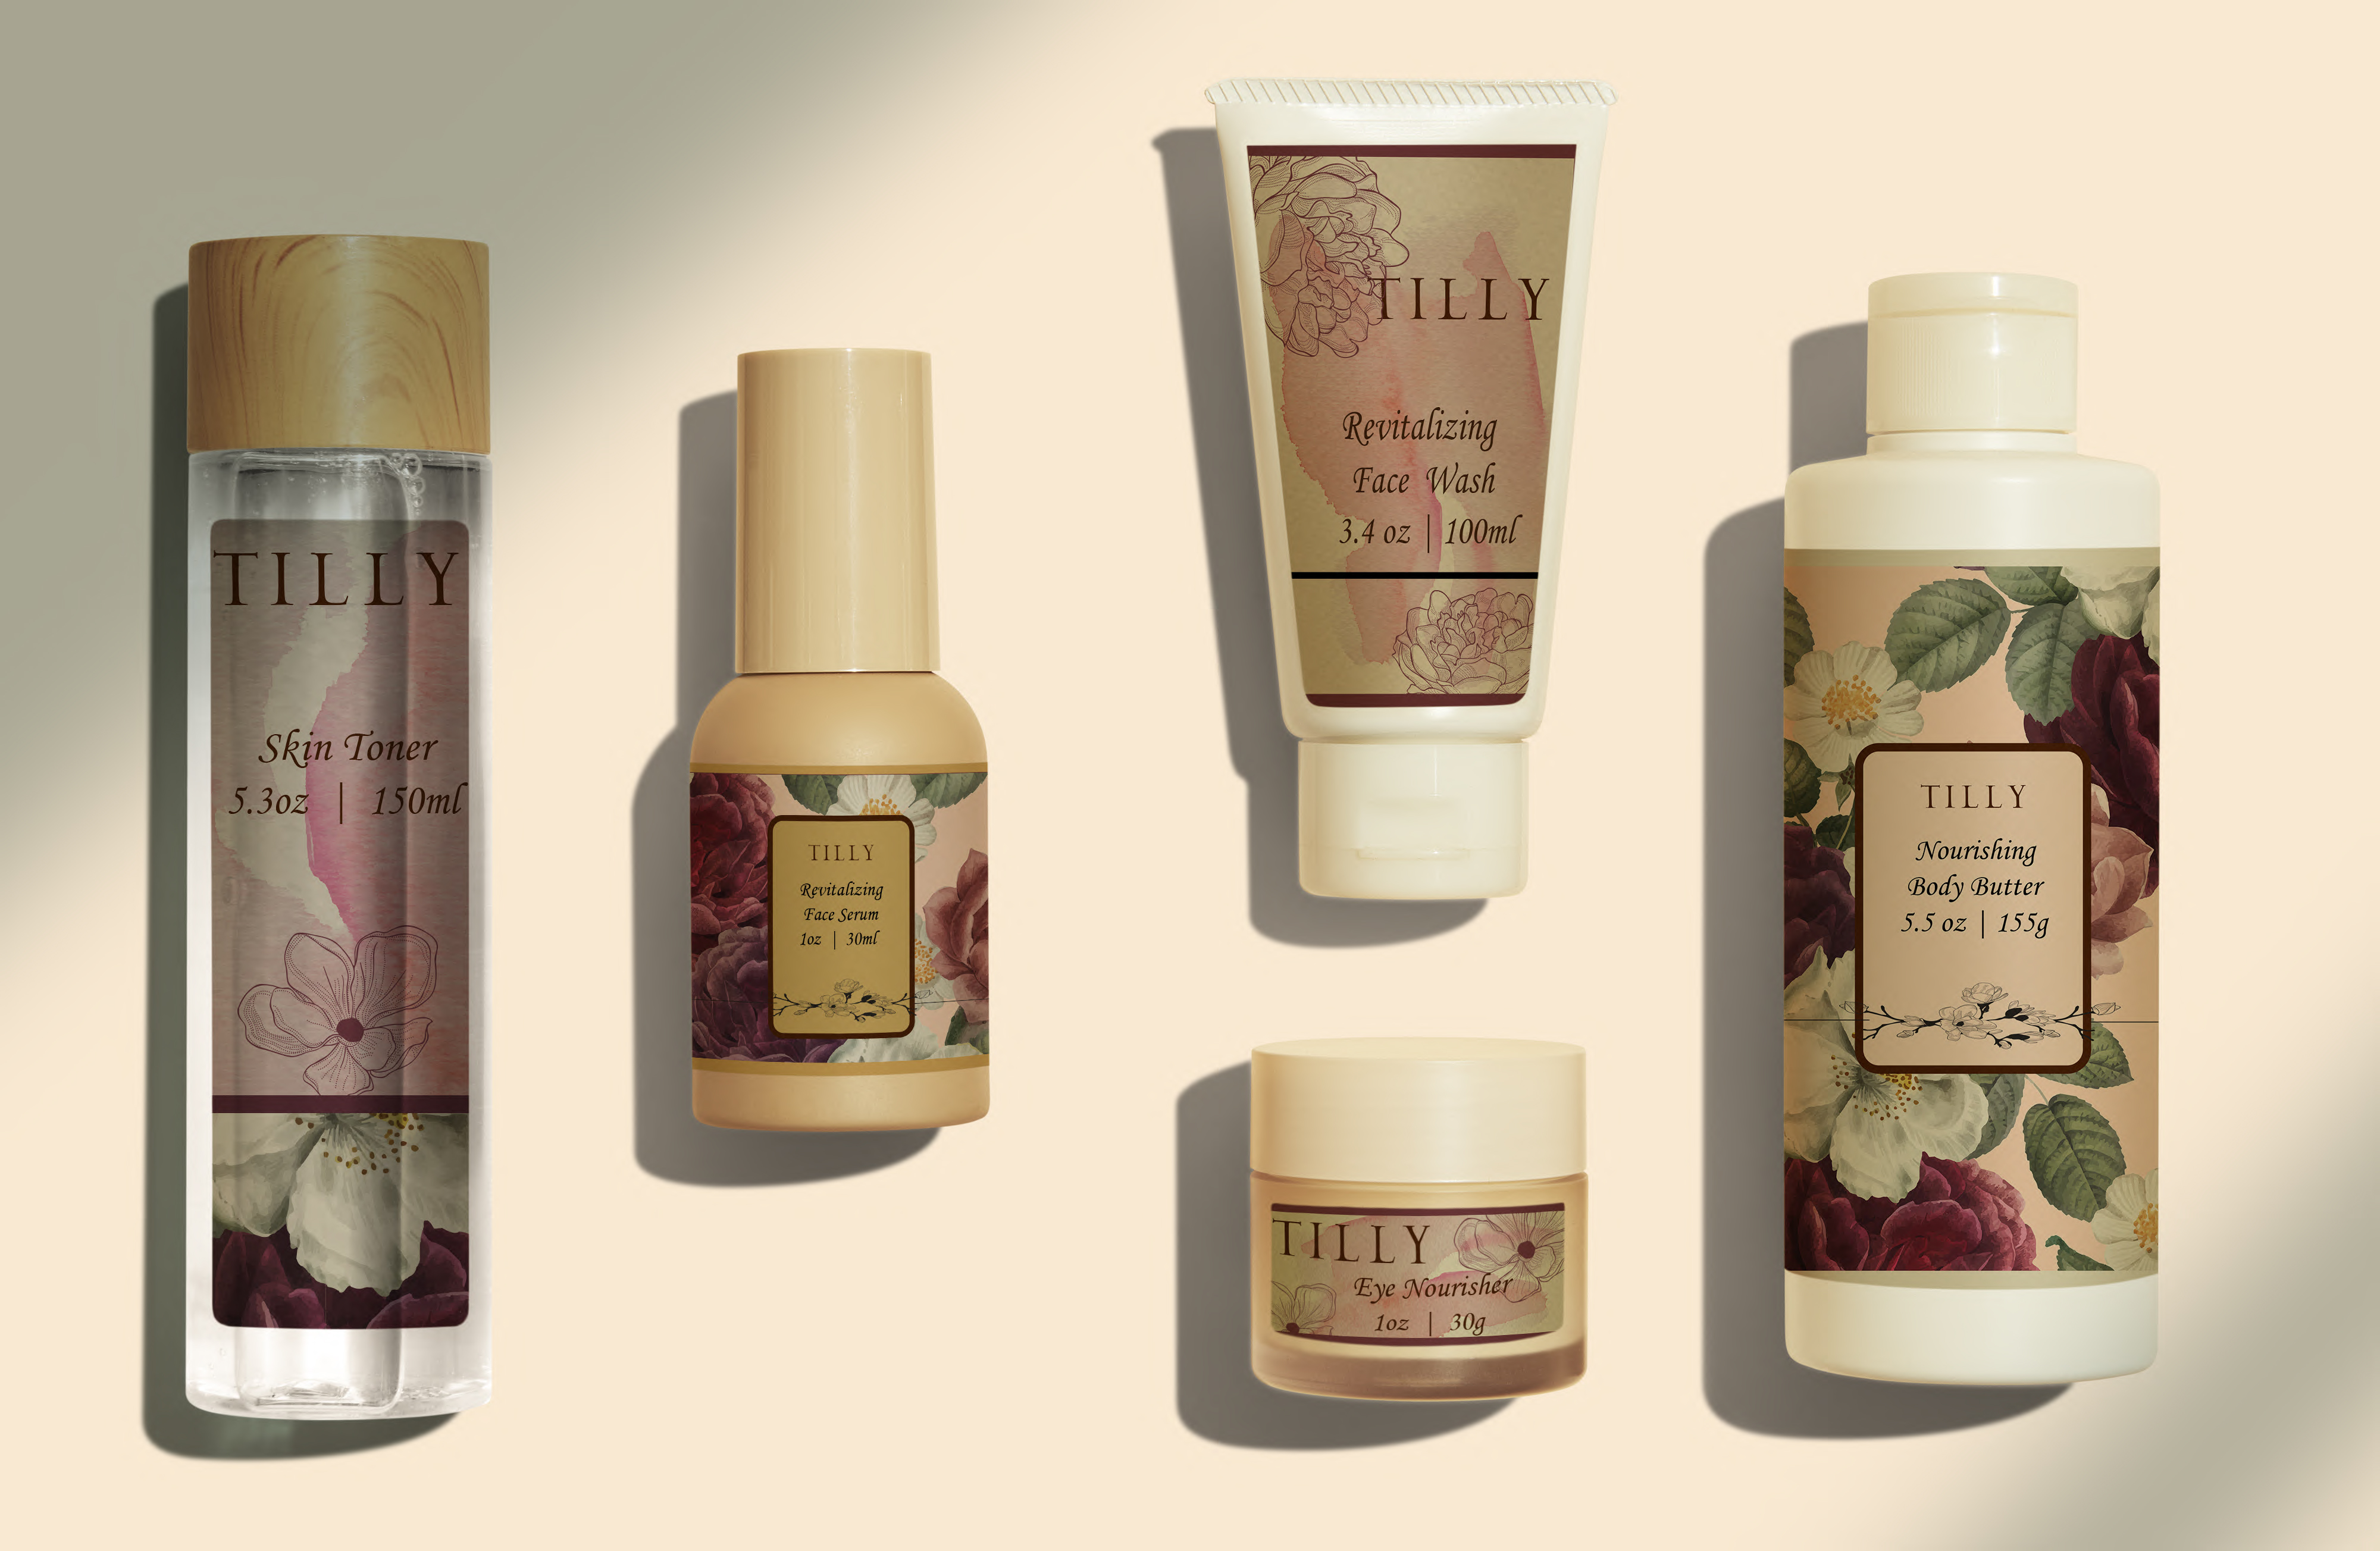 TILLY
Skin Toner
5.3oz | 150ml
TILLY
Revitalizing
Face Serum
1oz | 30ml
TILLY
Revitalizing
Face Wash
3.4 oz | 100ml
TILLY
Eye Nourisher
1oz | 30g
TILLY
Nourishing
Body Butter
5.5 oz | 155g